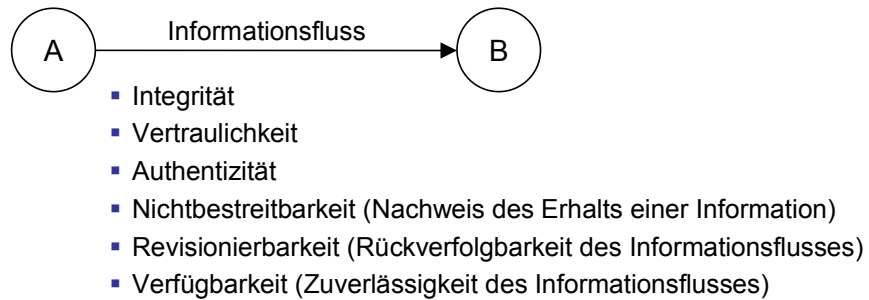 Informationsfluss
A
B
▪ Integrität
▪ Vertraulichkeit
▪ Authentizität
▪ Nichtbestreitbarkeit (Nachweis des Erhalts einer Information)
▪ Revisionierbarkeit (Rückverfolgbarkeit des Informationsflusses)
▪ Verfügbarkeit (Zuverlässigkeit des Informationsflusses)